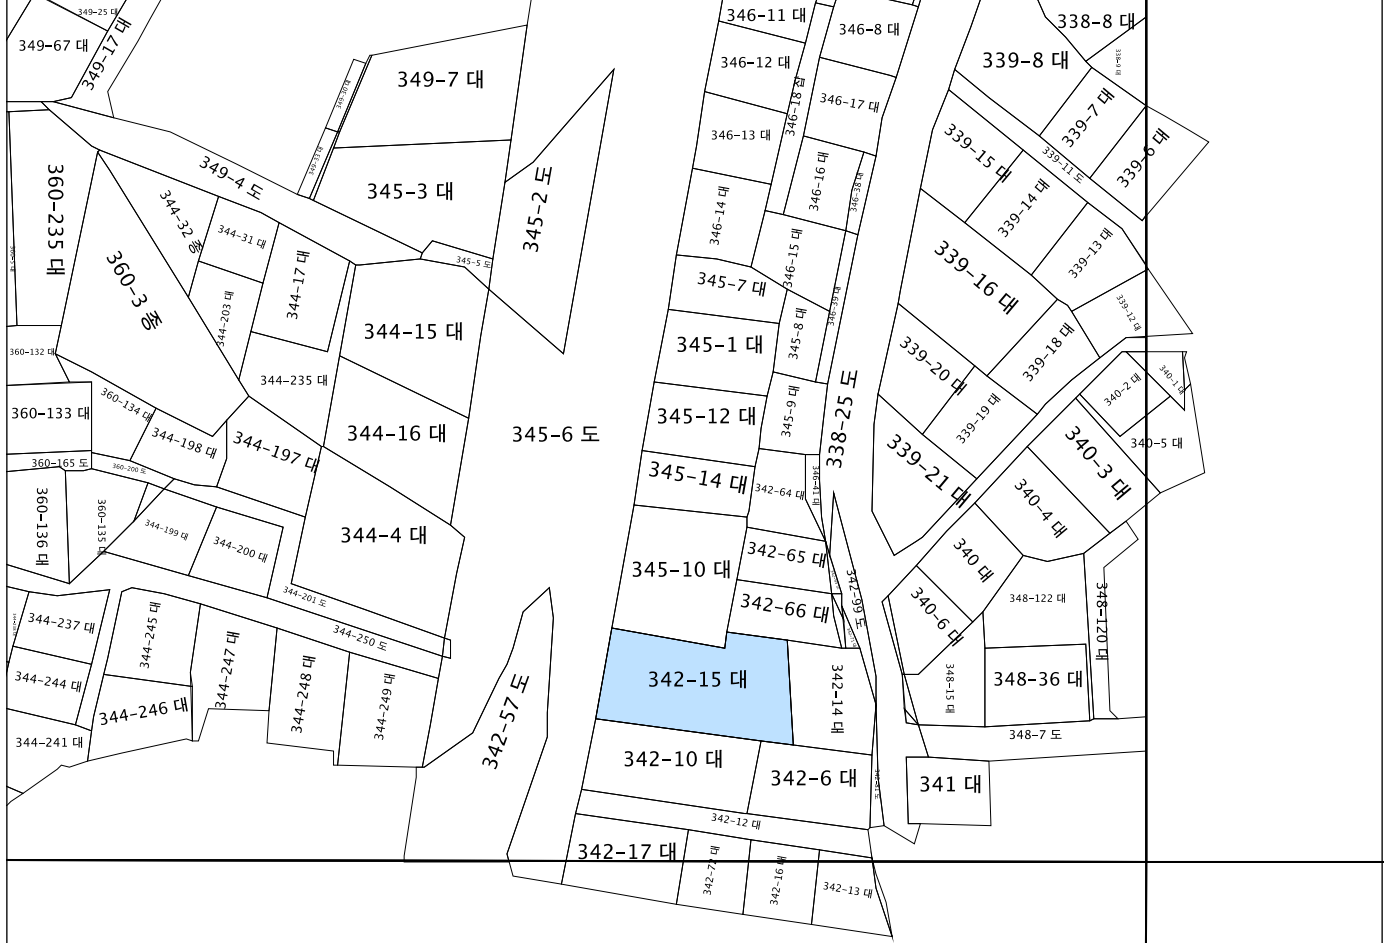 349-25 대
346-11 대
338-8 대
349-67 대
349-17 대
346-8 대
339-8 대
346-12 대
349-7 대
346-18 잡
346-17 대
339-7 대
346-13 대
339-6 대
339-15 대
339-11 도
349-4 도
345-3 대
345-2 도
346-16 대
346-38 대
339-14 대
360-235 대
344-32 종
344-31 대
346-14 대
346-15 대
339-13 대
345-5 도
360-3 종
344-17 대
345-7 대
339-16 대
346-39 대
339-12 대
344-203 대
344-15 대
345-1 대
345-8 대
339-18 대
360-132 대
339-20 대
344-235 대
340-2 대
340-1 대
360-133 대
360-134 대
345-12 대
345-9 대
338-25 도
339-19 대
344-198 대
344-197 대
344-16 대
345-6 도
340-5 대
360-165 도
360-200 도
345-14 대
342-64 대
346-41 대
339-21 대
340-3 대
360-136 대
360-135 대
344-199 대
344-200 대
344-4 대
340-4 대
342-65 대
345-10 대
340 대
342-99 도
344-201 도
348-122 대
348-120 대
342-66 대
340-6 대
344-237 대
344-245 대
344-250 도
344-247 대
342-15 대
342-14 대
348-15 대
348-36 대
344-244 대
344-248 대
344-249 대
344-246 대
342-57 도
344-241 대
348-7 도
342-10 대
342-6 대
341 대
342-12 대
342-17 대
342-72 대
342-16 대
342-13 대